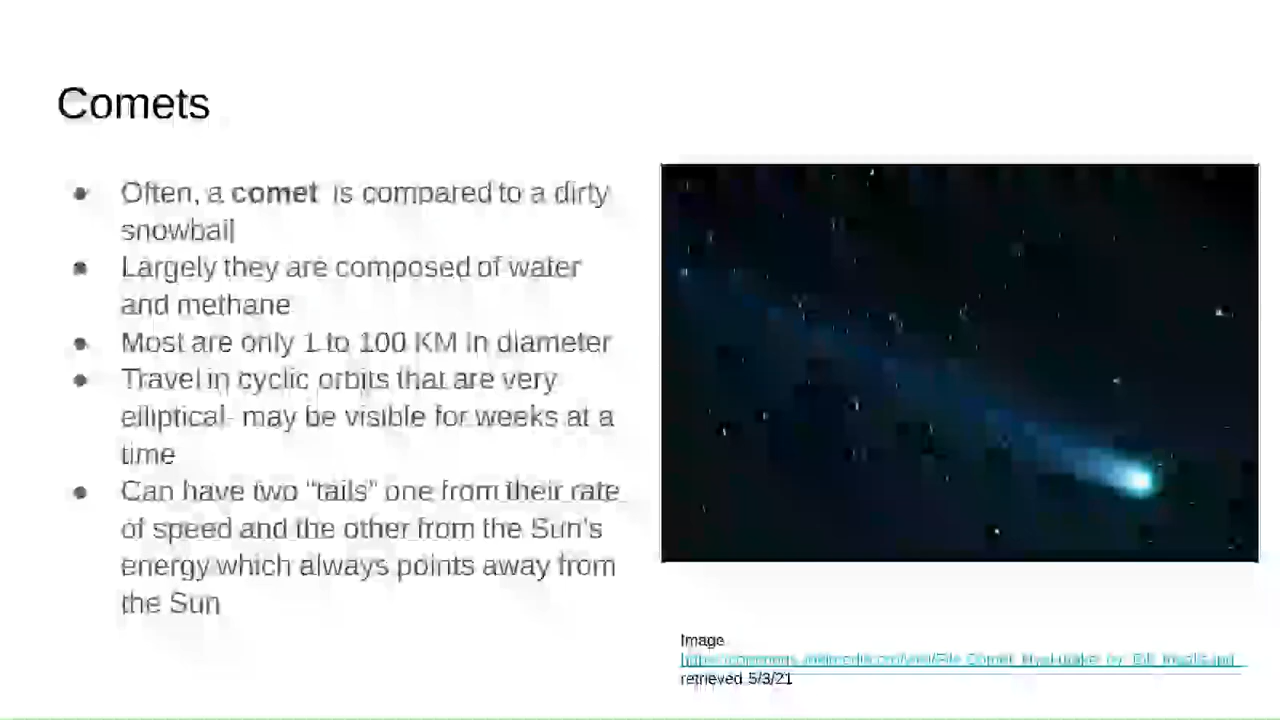 Comets
● Often, a comet is compared to a dirty
snowball
● Largely they are composed of water
and methane
● Most are only 1 to 100 KM in diameter
● Travel in cyclic orbits that are very
elliptical- may be visible for weeks at a
time
● Can have two “tails” one from their rate
of speed and the other from the Sun's
energy which always points away from
the Sun
Image
retrieved 5/3/21